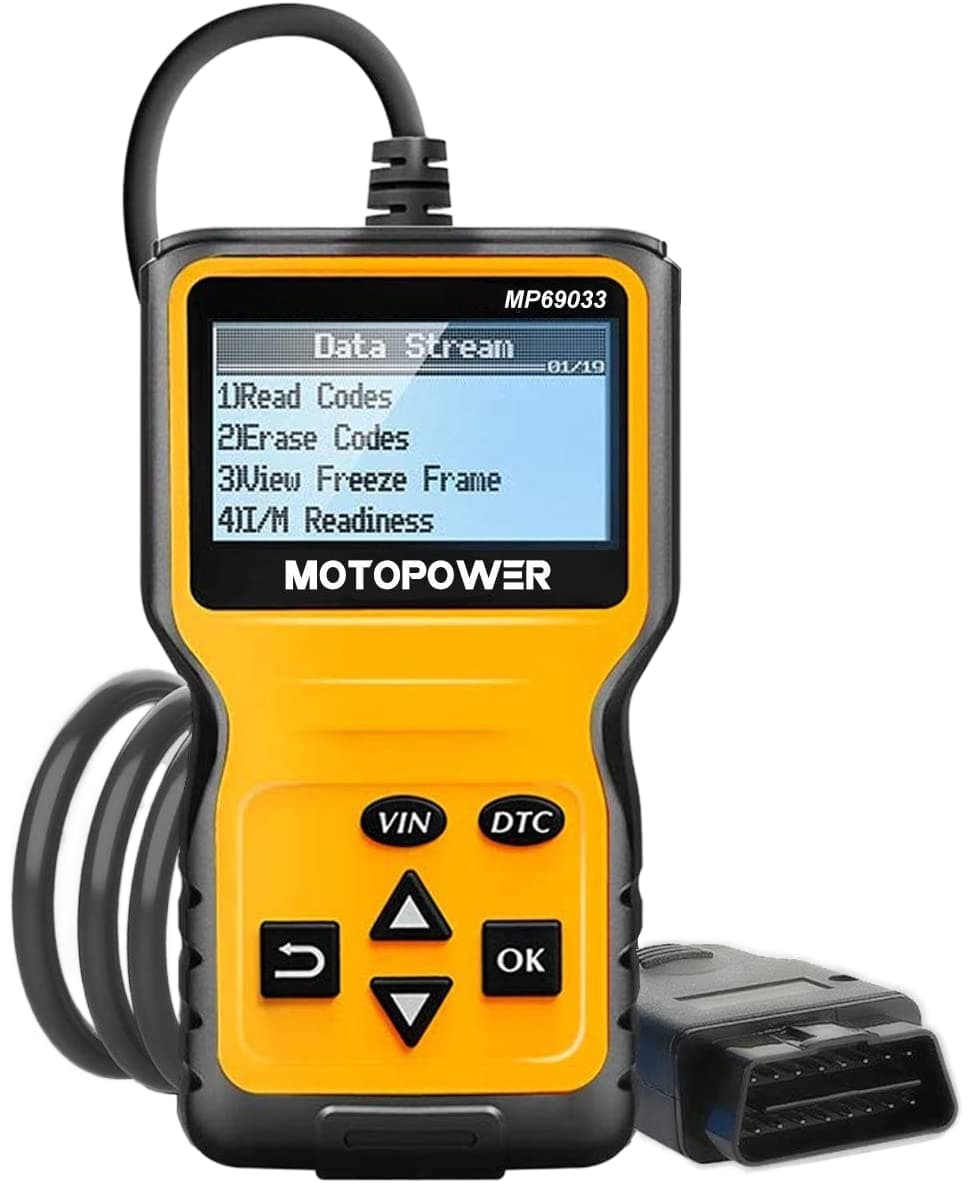 MP69033
Data Stream
01/19
1)Read Codes
2)Erase Codes
3)View Freeze Frame
4)I/M Readiness
MOTOPOWER
VIN DTC
OK